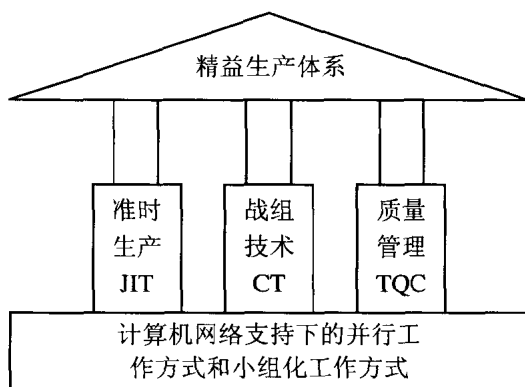 精益生产体系
准时
生产
JIT
战组
技术
CT
质量
管理
TQC
计算机网络支持下的并行工
作方式和小组化工作方式